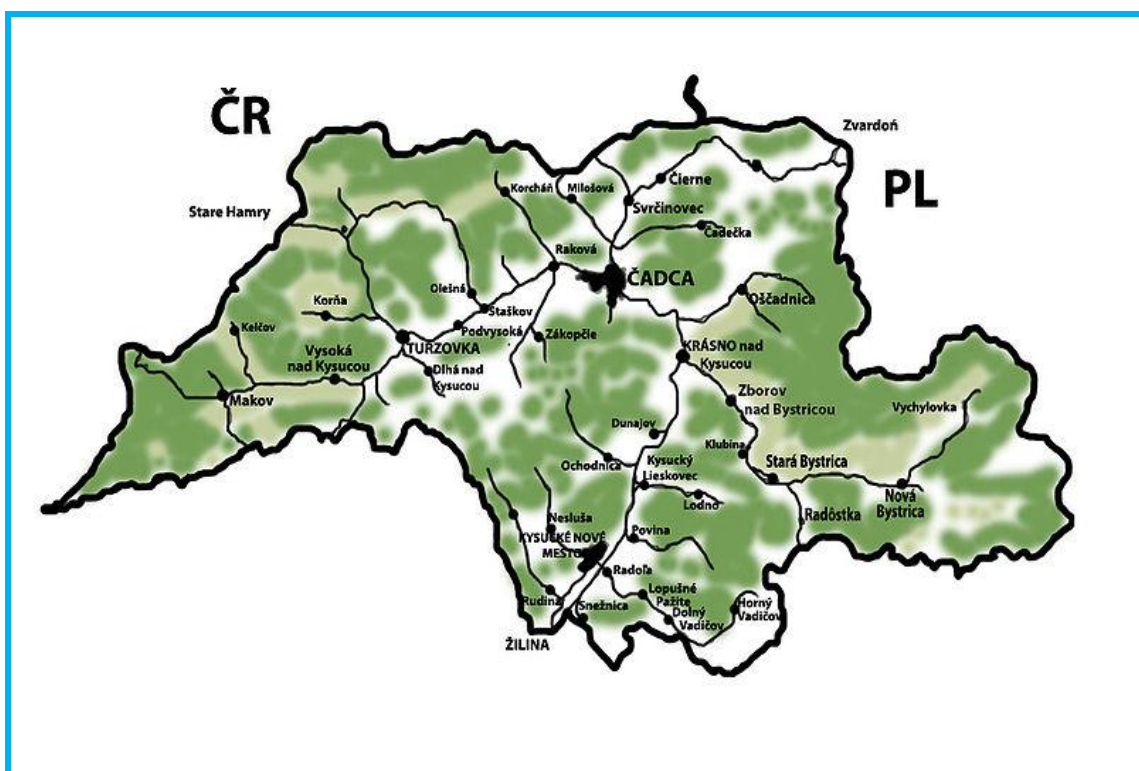 ČR
Zvardoň
PL
Stare Hamry
Korcháň
Milošová
Čierne
Svrčinovec
Čadečka
Raková
ČADCA
Olešná
Oščadnica
Korňa
Staškov
Kelčov
Podvysoká
Zákopčie
TURZOVKA
KRÁSNO nad
Kysucou
Vysoká
nad Kysucou
Dlhá nad
Kysucou
Makov
Zborov
nad Bystricou
Vychylovka
Dunajov
Klubina
Ochodnica
Kysucký
Lieskovec
Stará Bystrica
Lodno
Nová
Bystrica
Radôstka
Nesluša
KYSUCKÉ NOVÉ
MESTO
Povina
Radoľa
Rudina
Snežnica
Lopušné
Pažite
Dolný
Vadičov
Horný
Vadičov
ŽILINA